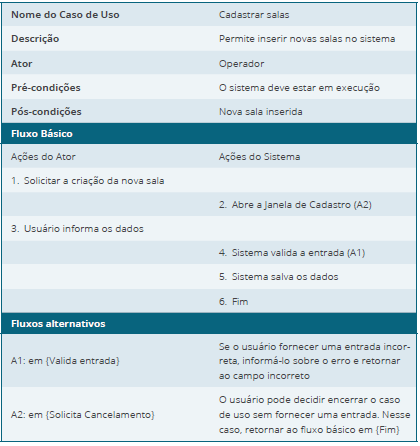 Nome do Caso de Uso Cadastrar salas
Descrição Permite inserir novas salas no sistema
Ator Operador
Pré-condições O sistema deve estar em execução
Pós-condições Nova sala inserida
Fluxo Básico
Ações do Ator Ações do Sistema
1. Solicitar a criação da nova sala
2. Abre a Janela de Cadastro (A2)
3. Usuário informa os dados
4. Sistema valida a entrada (A1)
5. Sistema salva os dados
6. Fim
Fluxos alternativos
A1: em {Valida entrada}
Se o usuário fornecer uma entrada incor-
reta, informá-lo sobre o erro e retornar
ao campo incorreto
A2: em {Solicita Cancelamento}
O usuário pode decidir encerrar o caso
de uso sem fornecer uma entrada. Nesse
caso, retornar ao fluxo básico em {Fim}